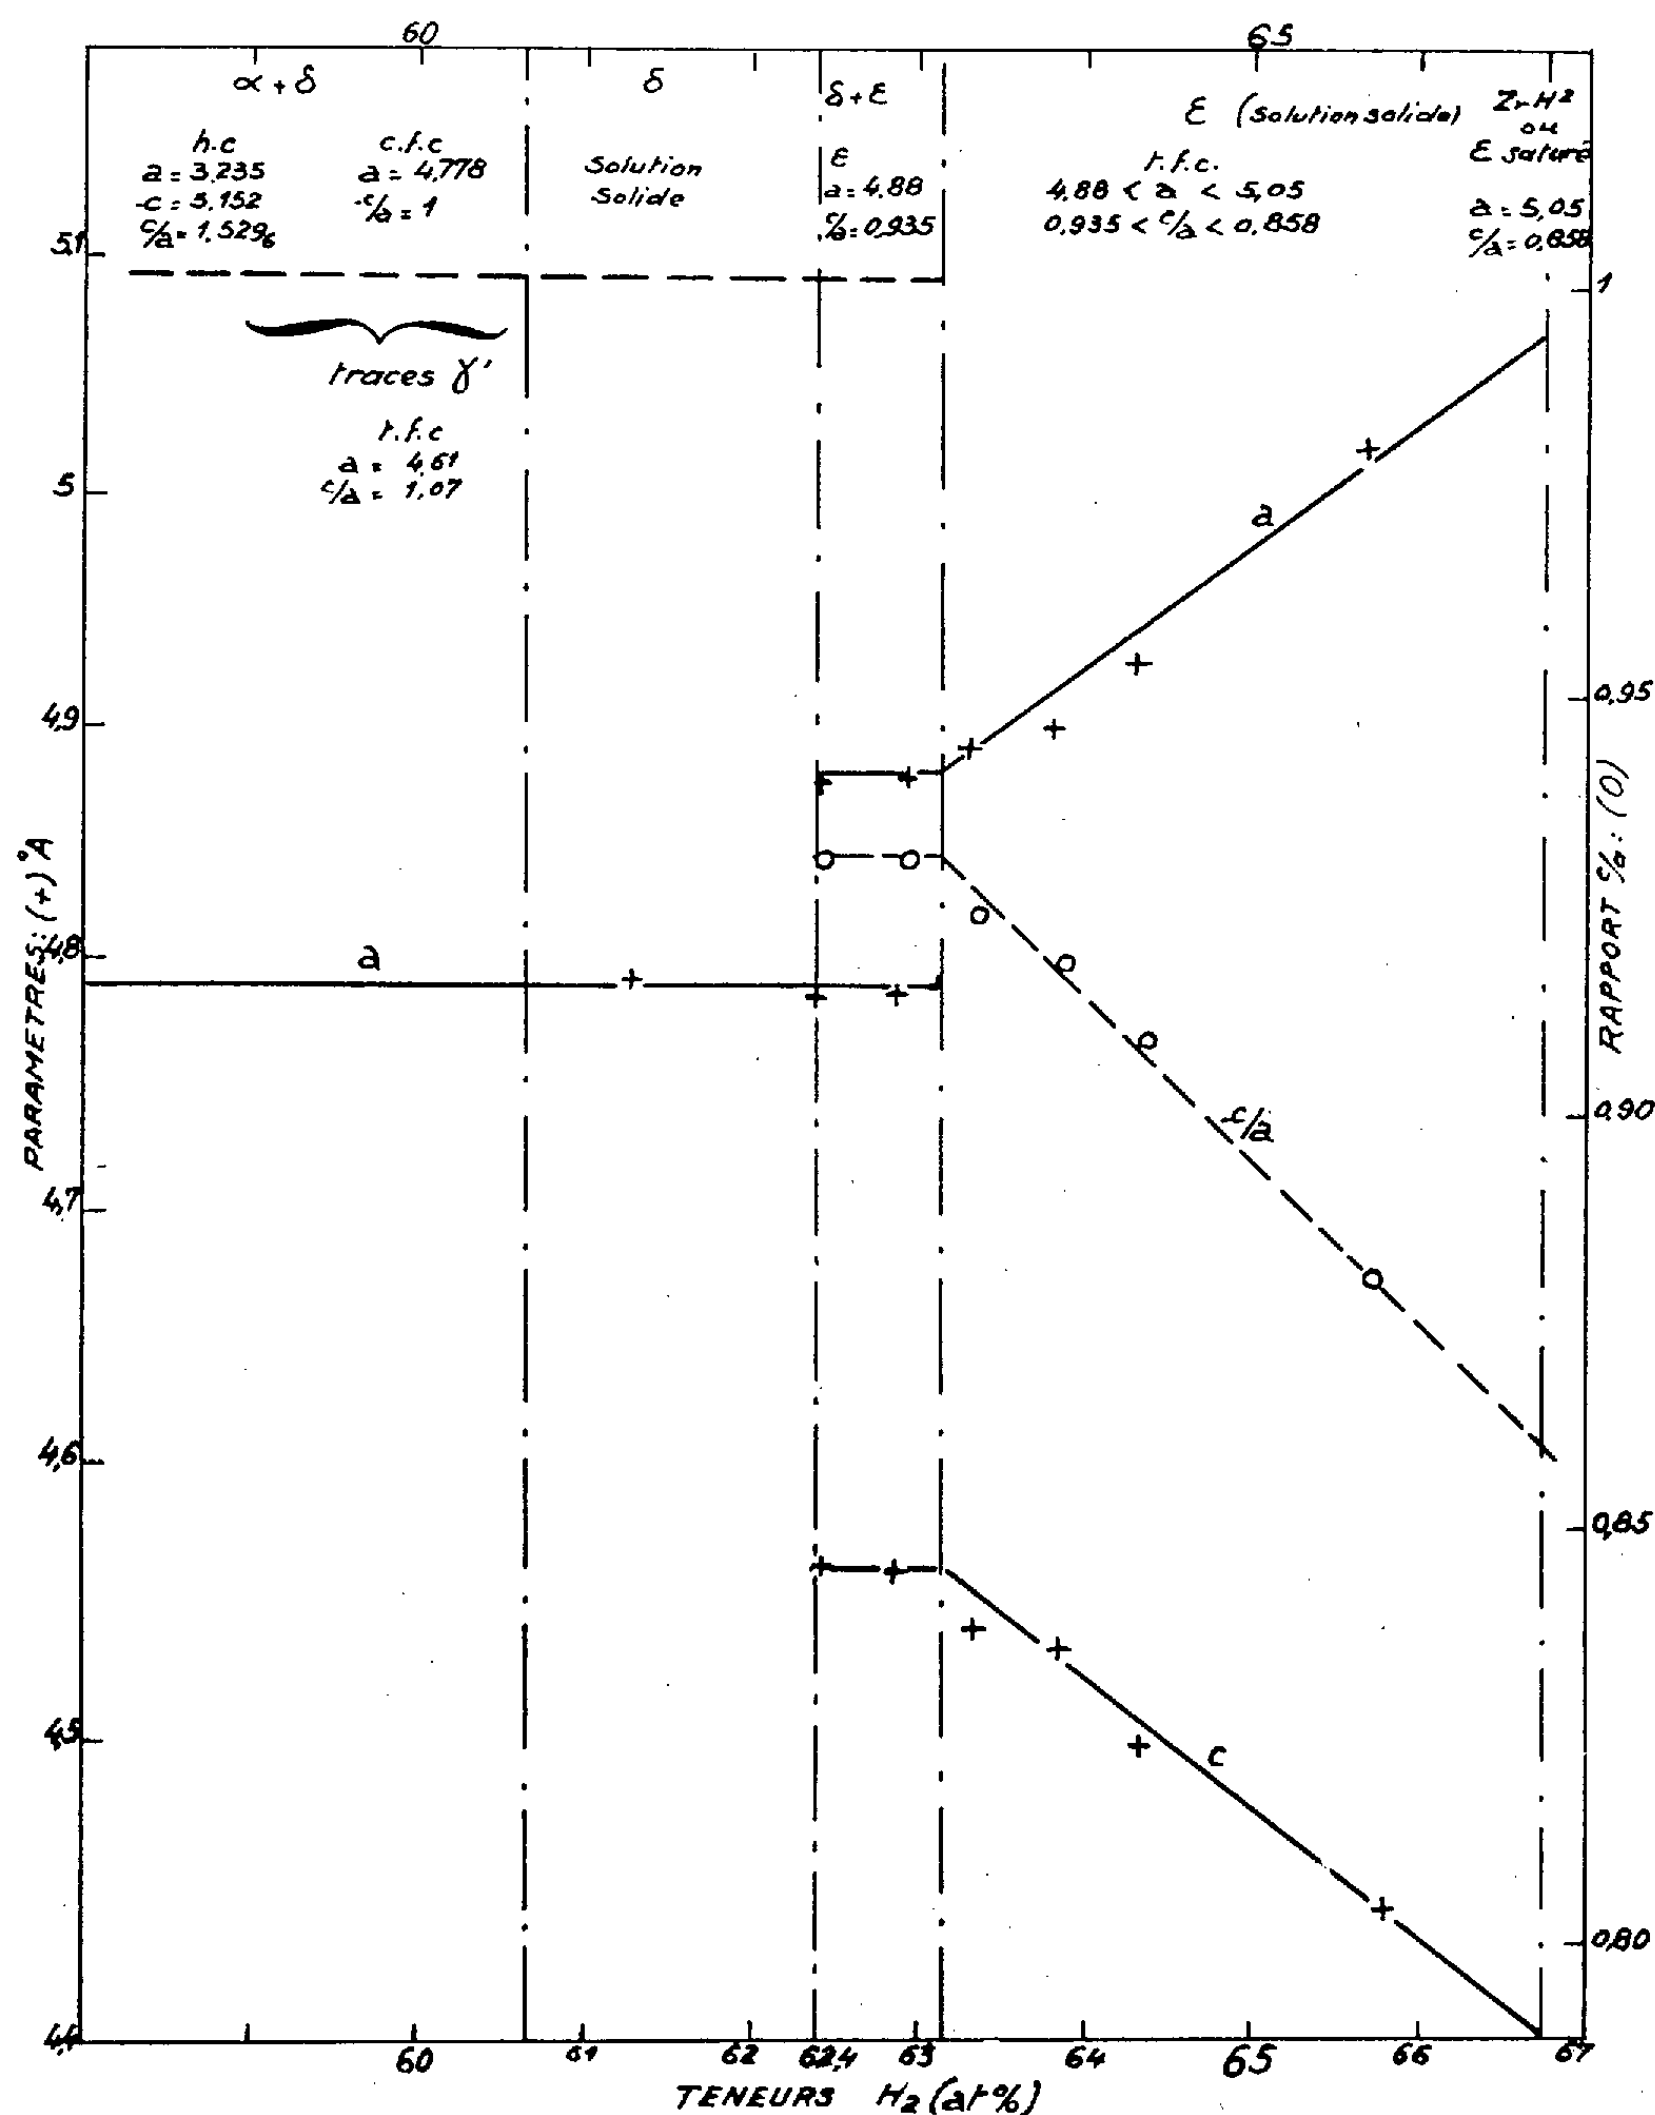 60 65
α + δ
δ
δ + ε
ε (Solution solide)
ZrH²
ou
ε saturé
a = 5,05
c/a = 0,858
h.c
a = 3,235
c = 5,152
c/a = 1,5296
c.f.c
a = 4,778
c/a = 1
Solution
Solide
ε
a = 4,88
c/a = 0,935
t.f.c.
4,88 < a < 5,05
0,935 < c/a < 0,858
traces γ'
t.f.c
a = 4,61
c/a = 1,07
5,1
5
4,9
4,8
4,7
4,6
4,5
4,4
PARAMETRES: (+) °A
a
a
c/a
c
1
0,95
0,90
0,85
0,80
RAPPORT c/a : (O)
60 61 62 62,4 63 64 65 66 67
TENEURS H2 (at %)